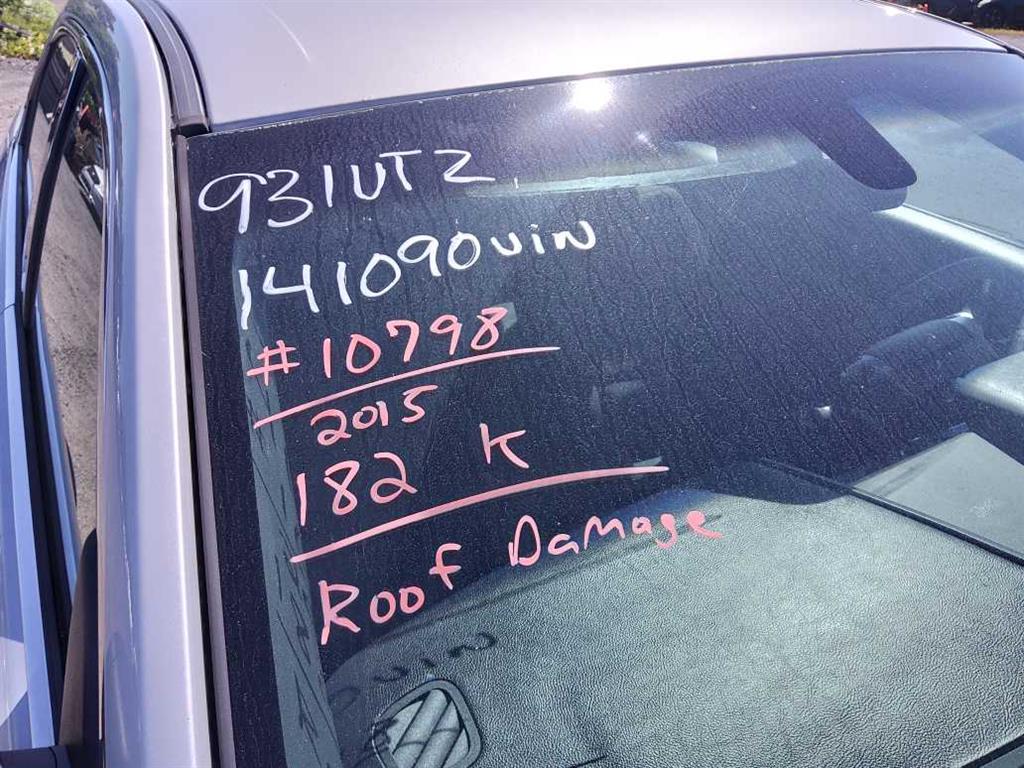 931UTZ
141090VIN
#10798
2015
182 K
Roof Damage